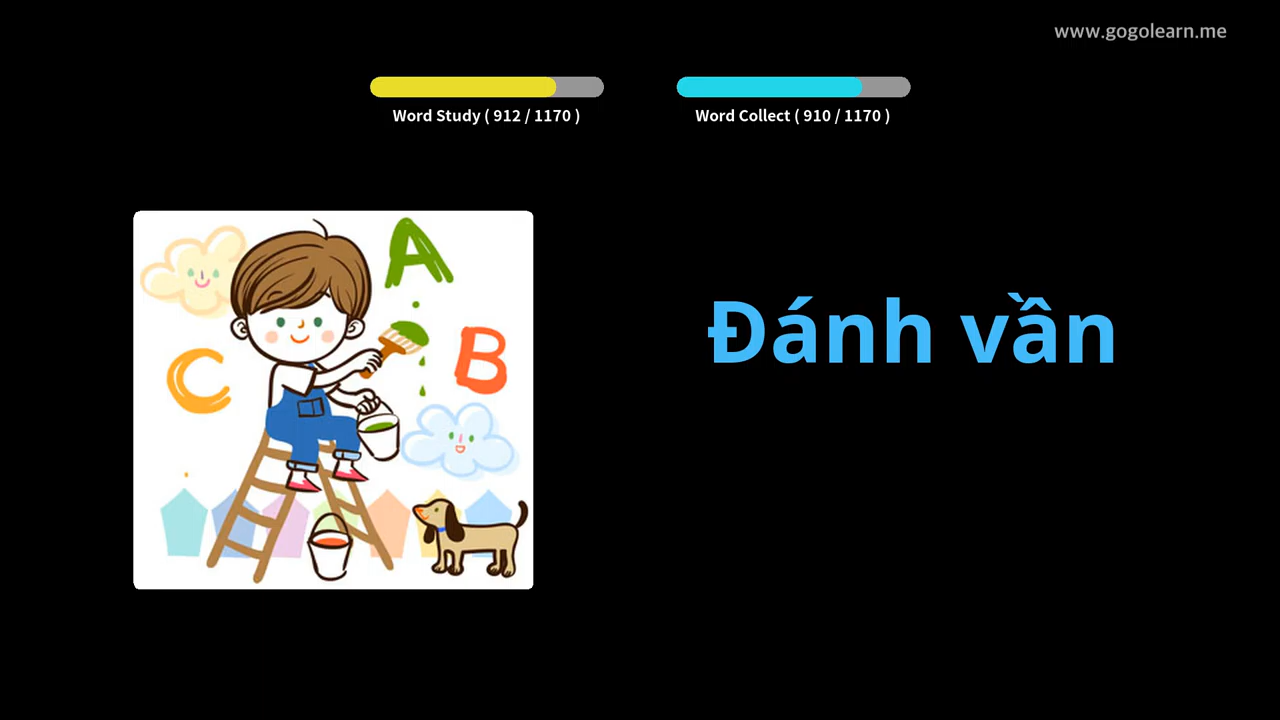 www.gogolearn.me
Word Study ( 912 / 1170 )
Word Collect ( 910 / 1170 )
A
B
C
Đánh vần